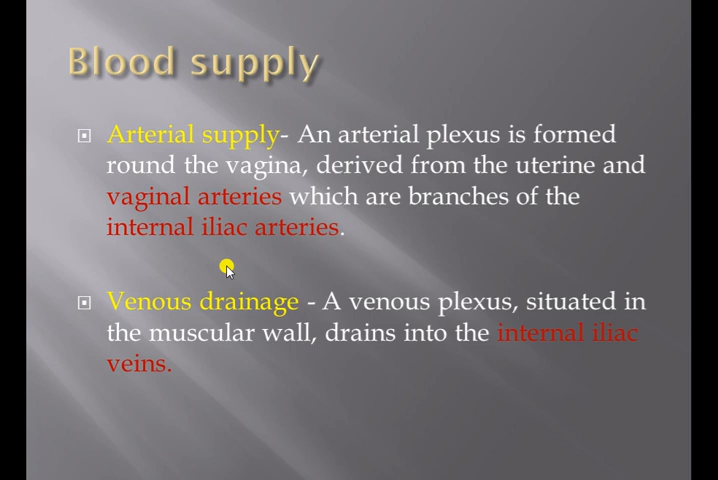 Blood supply
Arterial supply- An arterial plexus is formed
round the vagina, derived from the uterine and
vaginal arteries which are branches of the
internal iliac arteries.
Venous drainage - A venous plexus, situated in
the muscular wall, drains into the internal iliac
veins.